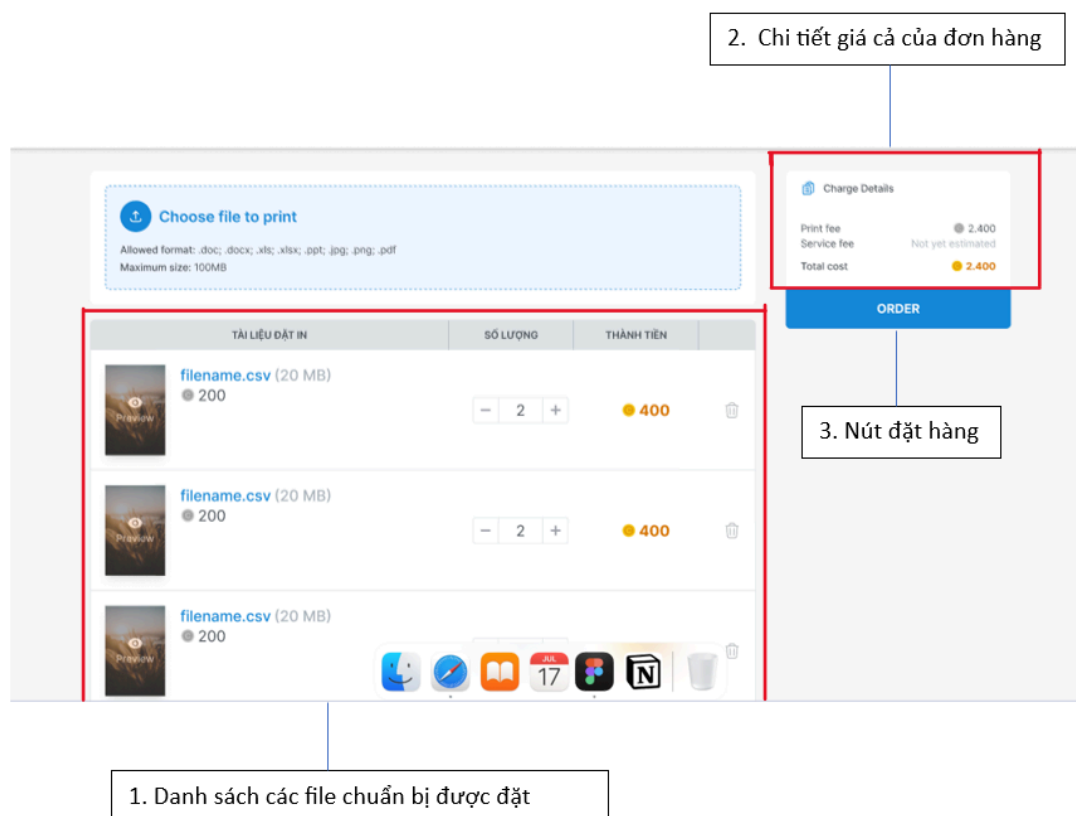 2. Chi tiết giá cả của đơn hàng
Choose file to print
Allowed format: .doc; .docx; .xls; .xlsx; .ppt; .jpg; .png; .pdf
Maximum size: 100MB
Charge Details
Print fee 2.400
Service fee Not yet estimated
Total cost 2.400
ORDER
3. Nút đặt hàng
TÀI LIỆU ĐẶT IN SỐ LƯỢNG THÀNH TIỀN
filename.csv (20 MB)
200
Preview
− 2 + 400
filename.csv (20 MB)
200
Preview
− 2 + 400
filename.csv (20 MB)
200
Preview
JUL
17
N
1. Danh sách các file chuẩn bị được đặt